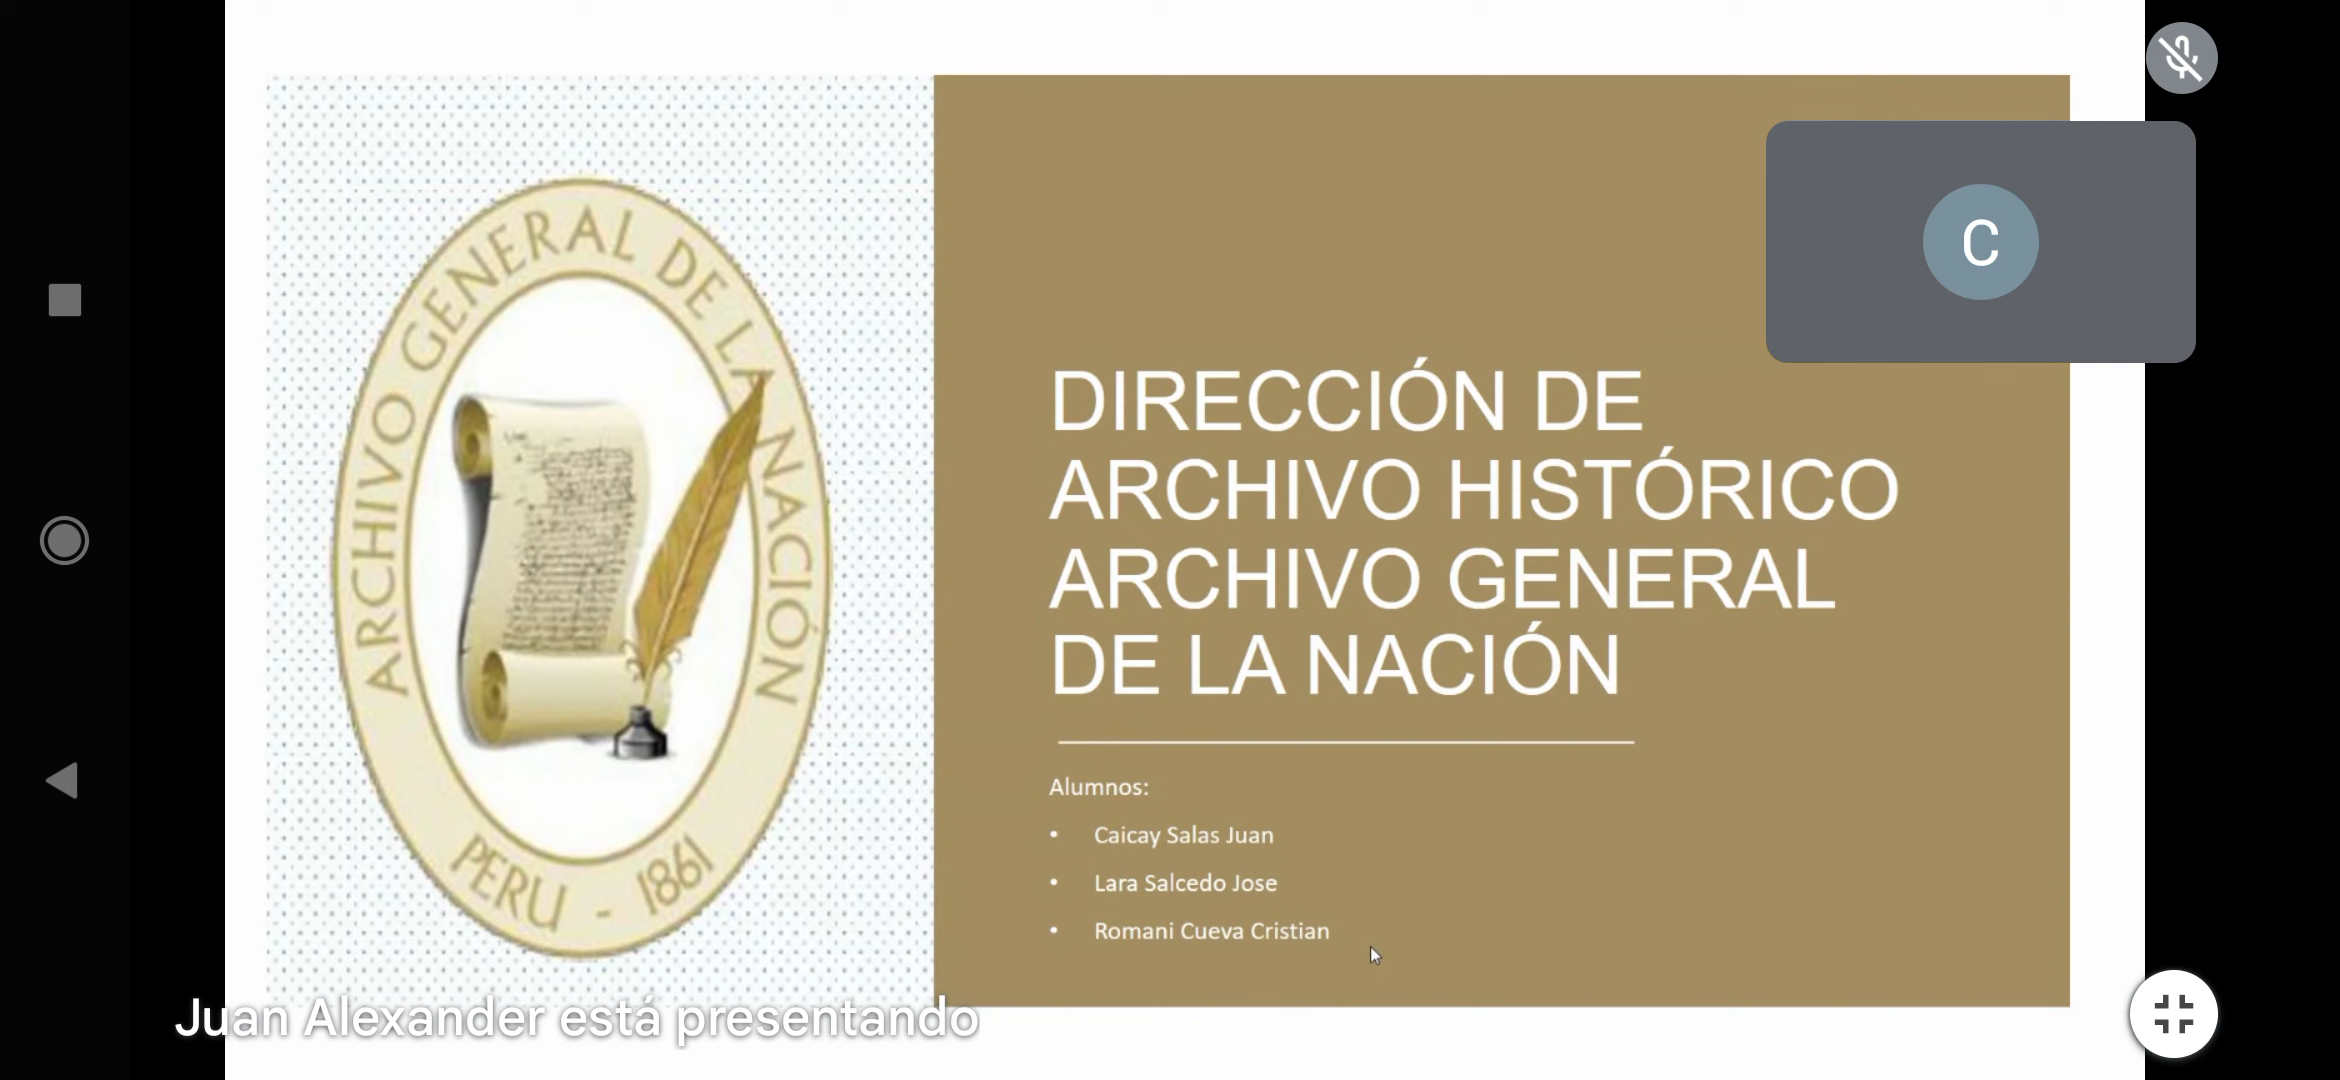 ARCHIVO GENERAL DE LA NACIÓN
PERU - 1861
C
DIRECCIÓN DE
ARCHIVO HISTÓRICO
ARCHIVO GENERAL
DE LA NACIÓN
Alumnos:
• Caicay Salas Juan
• Lara Salcedo Jose
• Romani Cueva Cristian
Juan Alexander está presentando